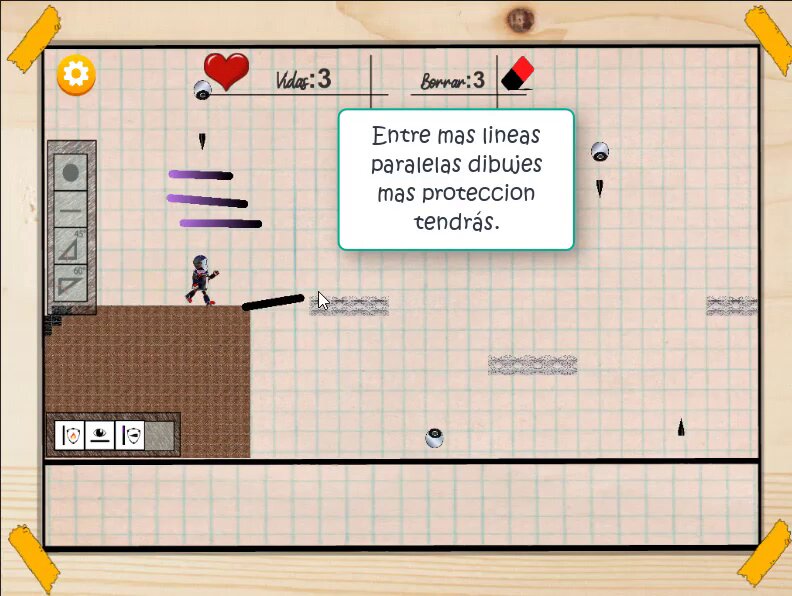 Vidas:3
Borrar:3
Entre mas lineas
paralelas dibujes
mas proteccion
tendrás.
45°
60°